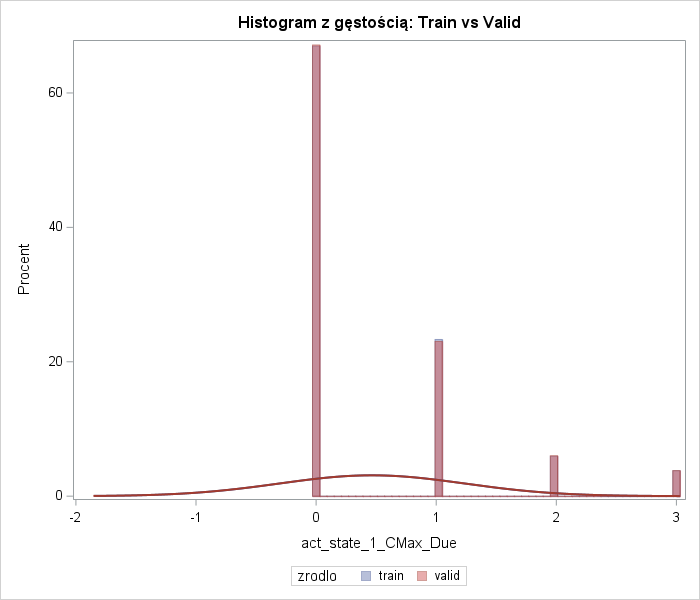 Histogram z gęstością: Train vs Valid
60
40
20
0
Procent
-2 -1 0 1 2 3
act_state_1_CMax_Due
zrodlo train valid